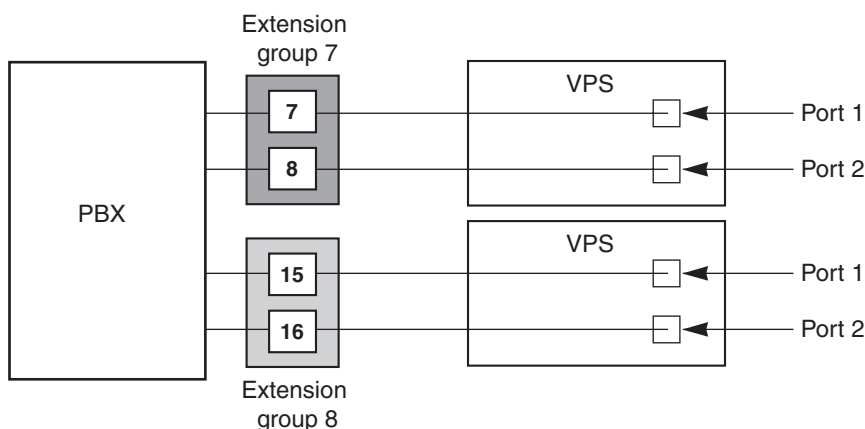 Extension
group 7
PBX
7
8
VPS
Port 1
Port 2
15
16
VPS
Port 1
Port 2
Extension
group 8